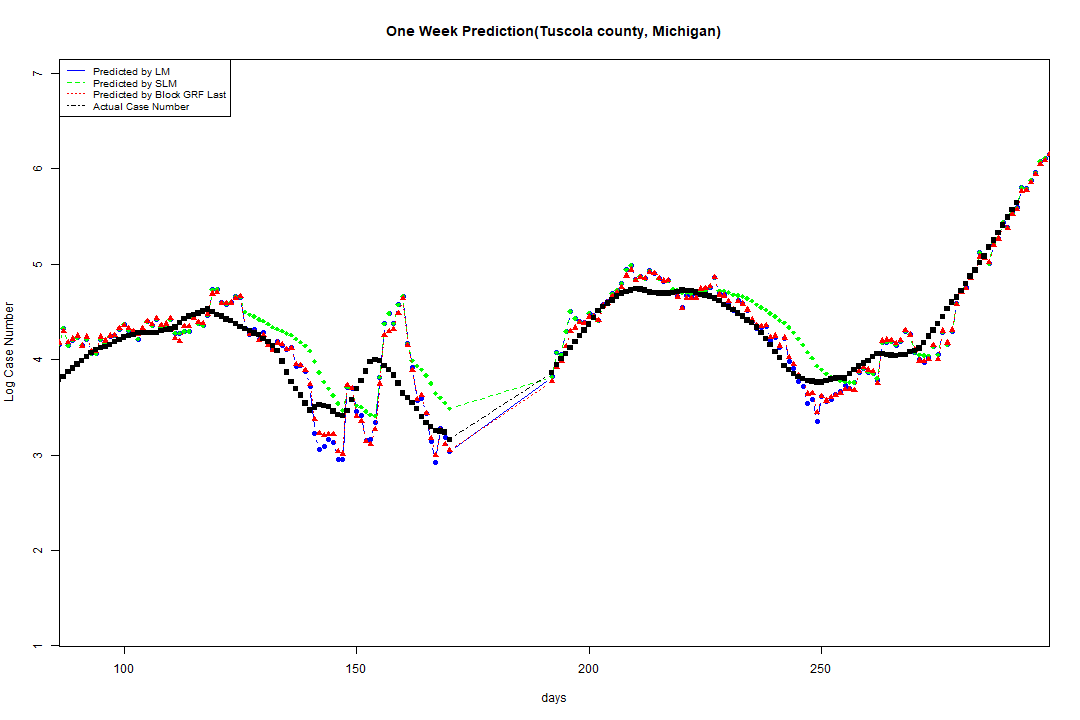 One Week Prediction(Tuscola county, Michigan)
Predicted by LM
Predicted by SLM
Predicted by Block GRF Last
Actual Case Number
7
6
5
4
3
2
1
Log Case Number
100 150 200 250
days